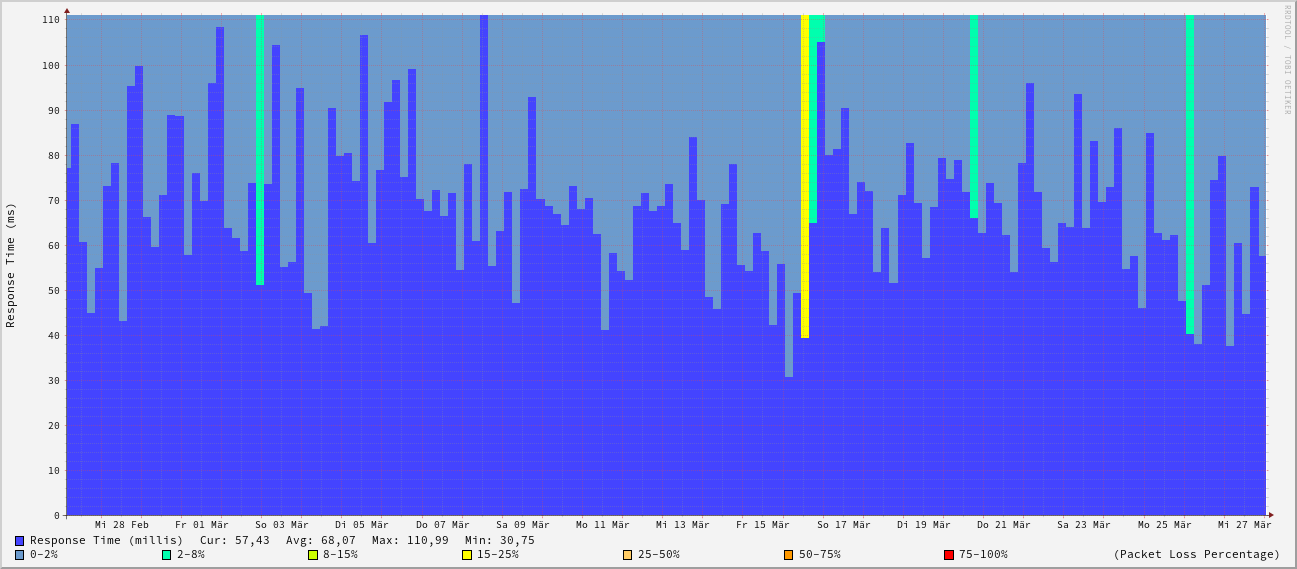 RRDTOOL / TOBI OETIKER
Response Time (ms)
110
100
90
80
70
60
50
40
30
20
10
0
Mi 28 Feb Fr 01 Mär So 03 Mär Di 05 Mär Do 07 Mär Sa 09 Mär Mo 11 Mär Mi 13 Mär Fr 15 Mär So 17 Mär Di 19 Mär Do 21 Mär Sa 23 Mär Mo 25 Mär Mi 27 Mär
Response Time (millis) Cur: 57,43 Avg: 68,07 Max: 110,99 Min: 30,75
0-2% 2-8% 8-15% 15-25% 25-50% 50-75% 75-100% (Packet Loss Percentage)